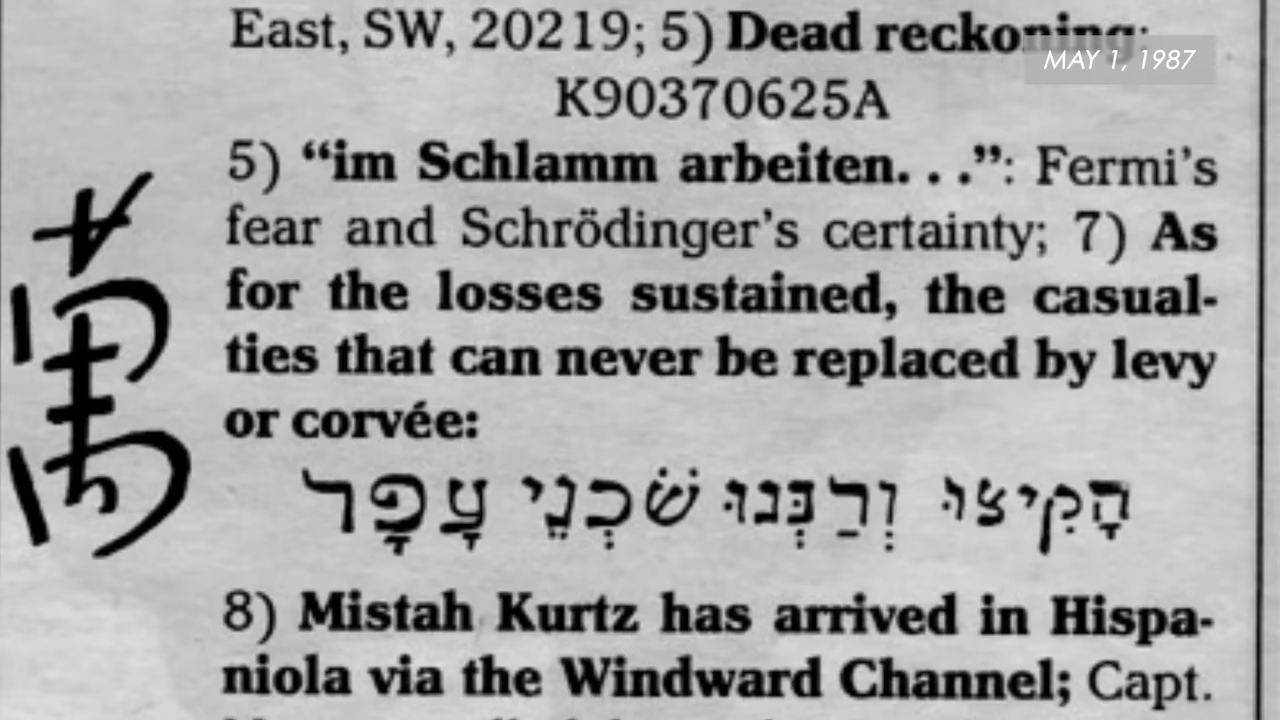 East, SW, 20219; 5) Dead reckoning:
MAY 1, 1987
K90370625A
5) “im Schlamm arbeiten. . .”: Fermi’s
fear and Schrödinger’s certainty; 7) As
for the losses sustained, the casual-
ties that can never be replaced by levy
or corvée:
הָקִיצוּ וְרַנְּנוּ שֹׁכְנֵי עָפָר
8) Mistah Kurtz has arrived in Hispa-
niola via the Windward Channel; Capt.